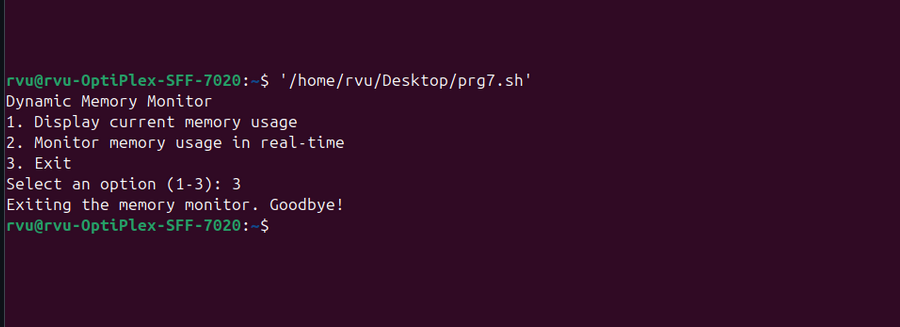 rvu@rvu-OptiPlex-SFF-7020:~$ '/home/rvu/Desktop/prg7.sh'
Dynamic Memory Monitor
1. Display current memory usage
2. Monitor memory usage in real-time
3. Exit
Select an option (1-3): 3
Exiting the memory monitor. Goodbye!
rvu@rvu-OptiPlex-SFF-7020:~$